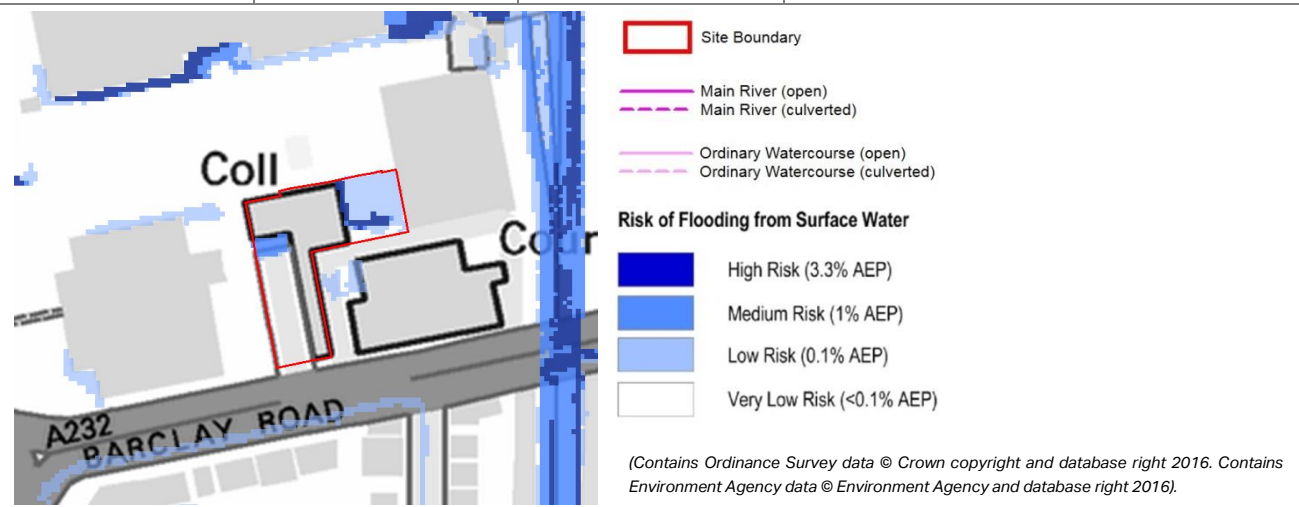 Coll
Cour
A232
BARCLAY ROAD
Site Boundary
Main River (open)
Main River (culverted)
Ordinary Watercourse (open)
Ordinary Watercourse (culverted)
Risk of Flooding from Surface Water
High Risk (3.3% AEP)
Medium Risk (1% AEP)
Low Risk (0.1% AEP)
Very Low Risk (<0.1% AEP)
(Contains Ordinance Survey data © Crown copyright and database right 2016. Contains
Environment Agency data © Environment Agency and database right 2016).